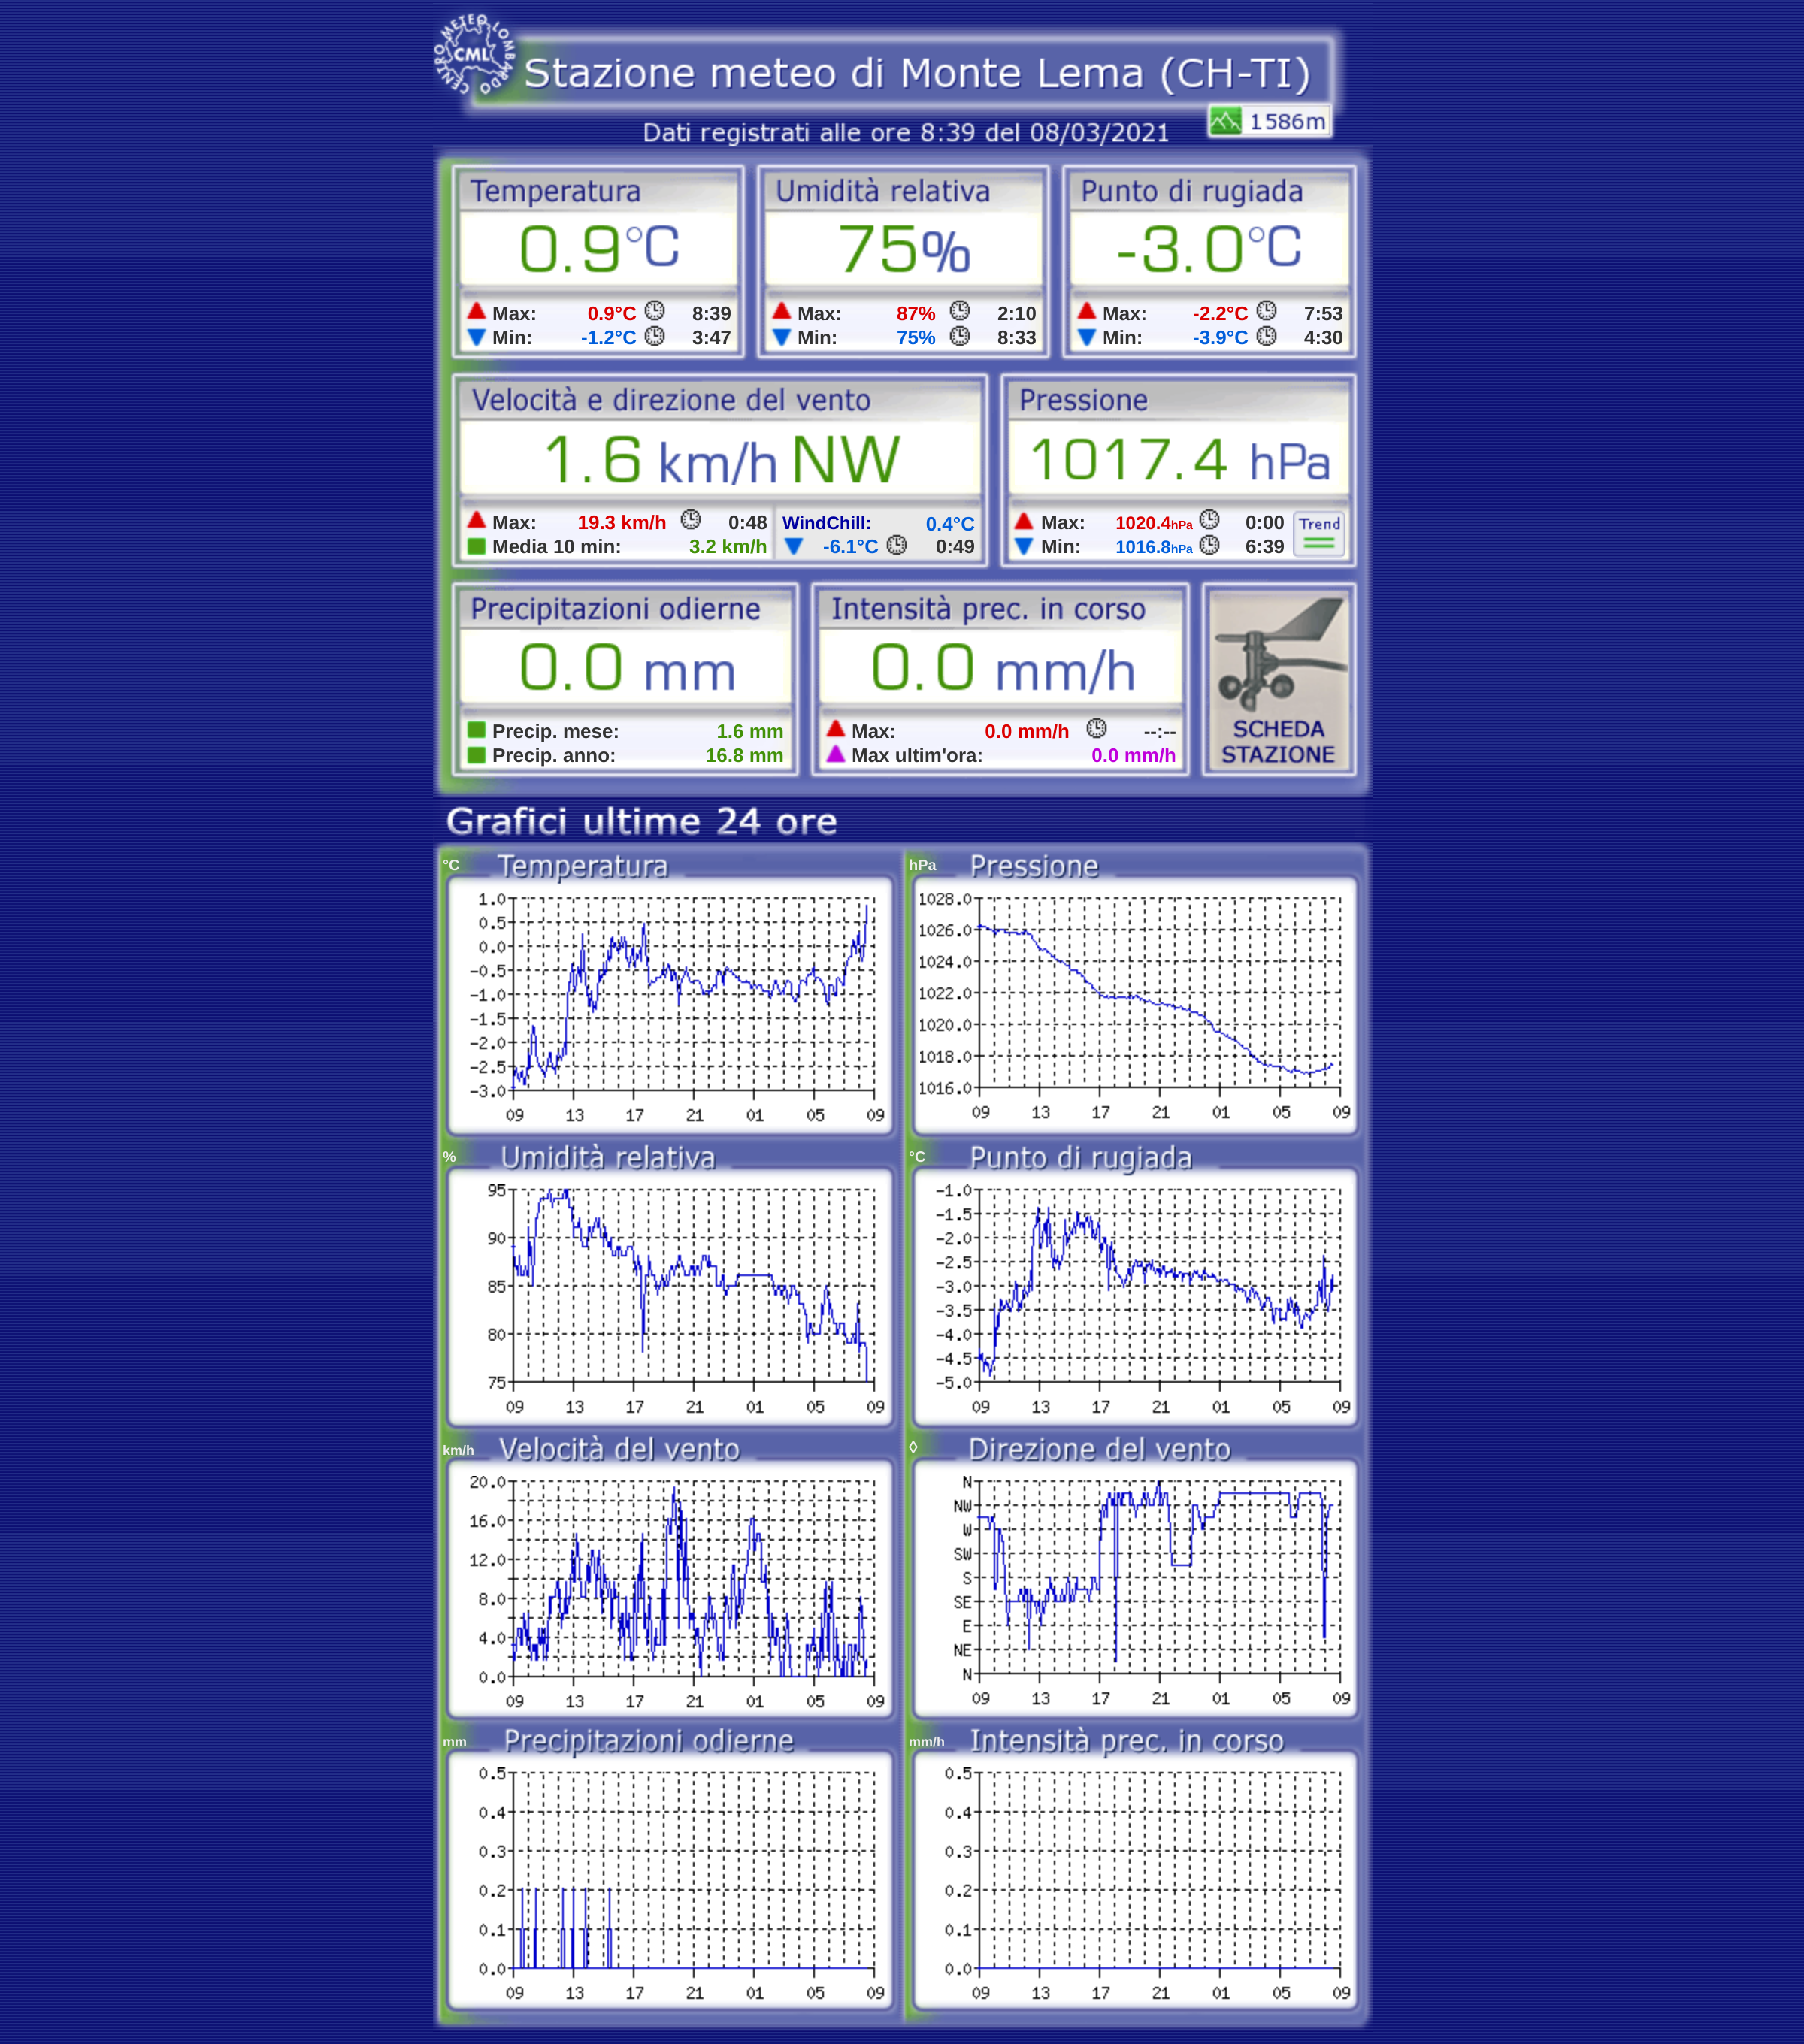 CENTRO METEO LOMBARDO
CML
Stazione meteo di Monte Lema (CH-TI)
1586m
Dati registrati alle ore 8:39 del 08/03/2021
Temperatura
0.9°C
Max: 0.9°C 8:39
Min: -1.2°C 3:47
Umidità relativa
75%
Max: 87% 2:10
Min: 75% 8:33
Punto di rugiada
-3.0°C
Max: -2.2°C 7:53
Min: -3.9°C 4:30
Velocità e direzione del vento
1.6 km/h NW
Max: 19.3 km/h 0:48
Media 10 min: 3.2 km/h
WindChill: 0.4°C
-6.1°C 0:49
Pressione
1017.4 hPa
Max: 1020.4hPa 0:00
Min: 1016.8hPa 6:39
Trend
Precipitazioni odierne
0.0 mm
Precip. mese: 1.6 mm
Precip. anno: 16.8 mm
Intensità prec. in corso
0.0 mm/h
Max: 0.0 mm/h --:--
Max ultim'ora: 0.0 mm/h
SCHEDA
STAZIONE
Grafici ultime 24 ore
°C Temperatura
1.0
0.5
0.0
-0.5
-1.0
-1.5
-2.0
-2.5
-3.0
09 13 17 21 01 05 09
hPa Pressione
1028.0
1026.0
1024.0
1022.0
1020.0
1018.0
1016.0
09 13 17 21 01 05 09
% Umidità relativa
95
90
85
80
75
09 13 17 21 01 05 09
°C Punto di rugiada
-1.0
-1.5
-2.0
-2.5
-3.0
-3.5
-4.0
-4.5
-5.0
09 13 17 21 01 05 09
km/h Velocità del vento
20.0
16.0
12.0
8.0
4.0
0.0
09 13 17 21 01 05 09
◊ Direzione del vento
N
NW
W
SW
S
SE
E
NE
N
09 13 17 21 01 05 09
mm Precipitazioni odierne
0.5
0.4
0.3
0.2
0.1
0.0
09 13 17 21 01 05 09
mm/h Intensità prec. in corso
0.5
0.4
0.3
0.2
0.1
0.0
09 13 17 21 01 05 09